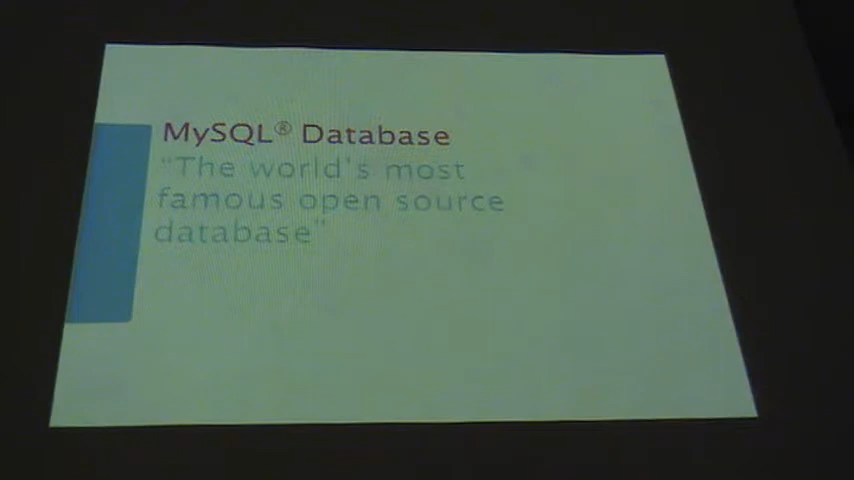 MySQL® Database
"The world's most
famous open source
database"